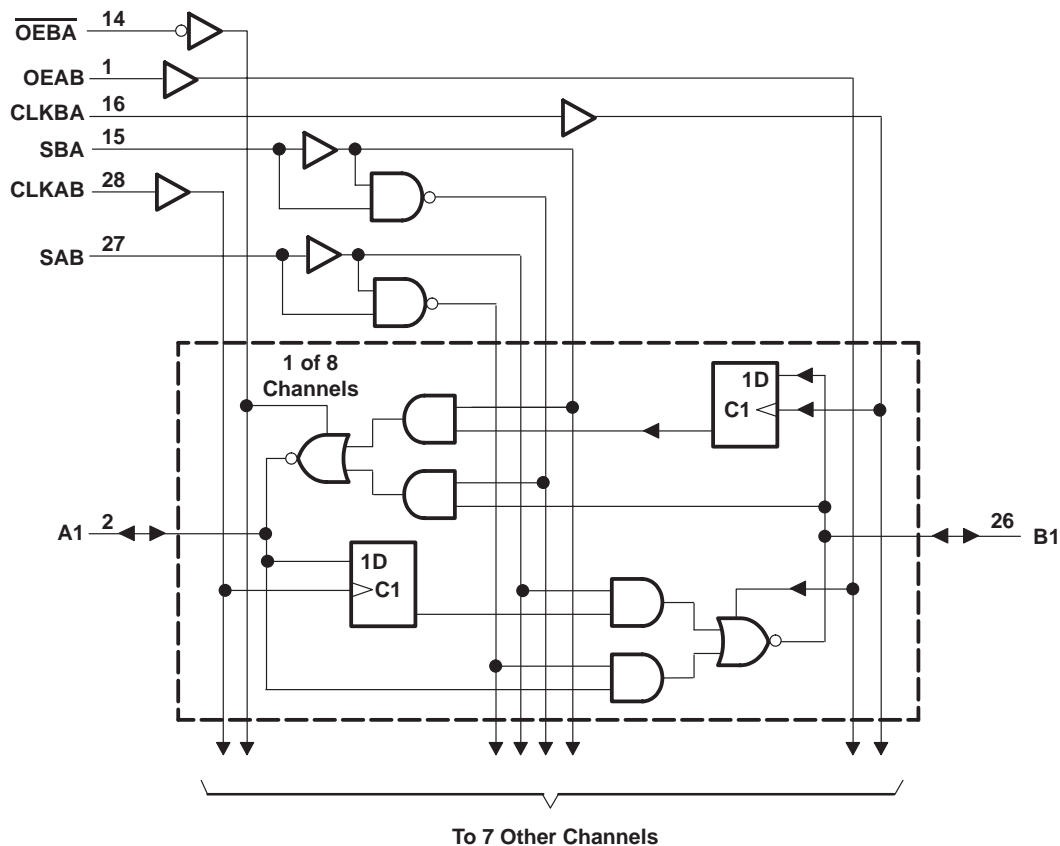 OEBA 14
OEAB 1
CLKBA 16
SBA 15
CLKAB 28
SAB 27
1 of 8
Channels
1D
C1
A1 2
26 B1
1D
C1
To 7 Other Channels